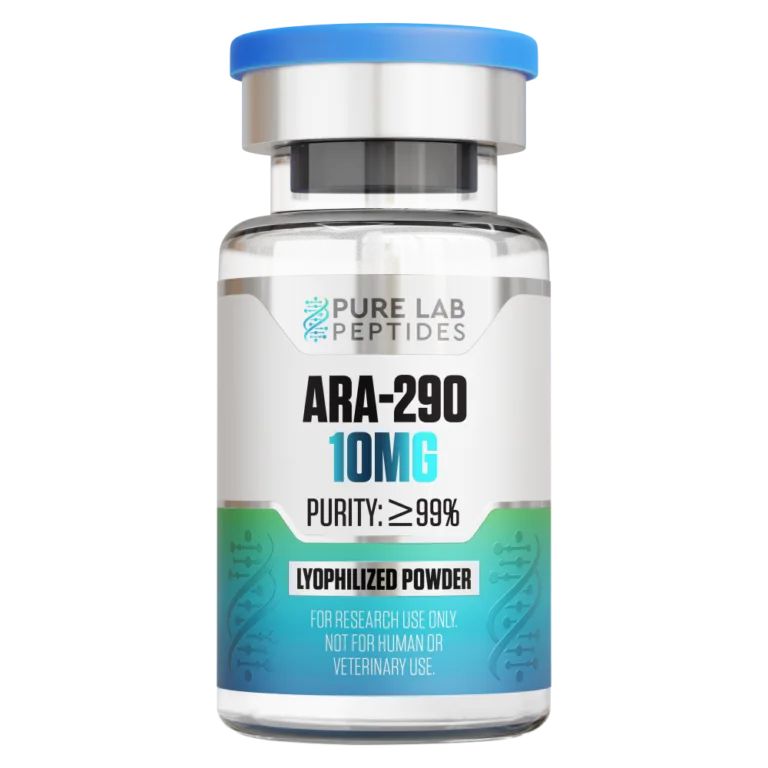 PURE LAB
PEPTIDES
ARA-290
10MG
PURITY: ≥99%
LYOPHILIZED POWDER
FOR RESEARCH USE ONLY.
NOT FOR HUMAN OR
VETERINARY USE.